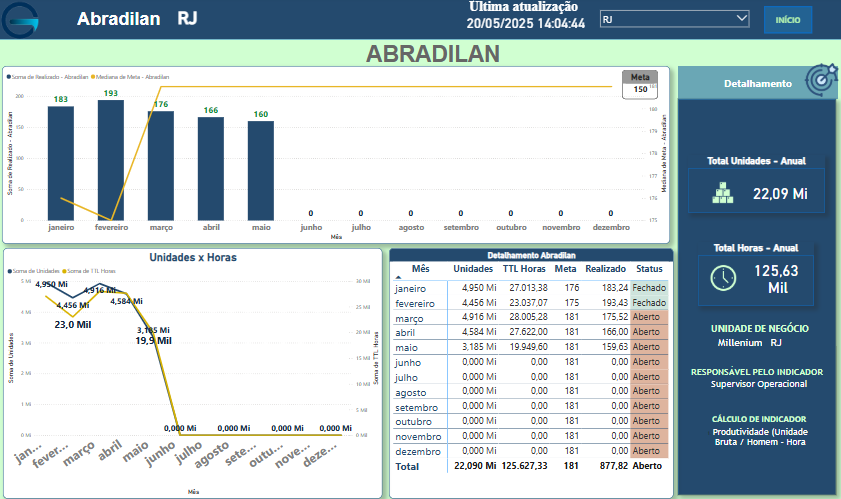 Abradilan RJ
Última atualização
20/05/2025 14:04:44
RJ
INÍCIO
ABRADILAN
Soma de Realizado - Abradilan Mediana de Meta - Abradilan
Meta
150
Soma de Realizado - Abradilan
200
150
100
50
0
183
193
176
166
160
0
0
0
0
0
0
0
181
180
179
178
177
176
175
Mediana de Meta - Abradilan
janeiro fevereiro março abril maio junho julho agosto setembro outubro novembro dezembro
Mês
Detalhamento
Total Unidades - Anual
22,09 Mi
Total Horas - Anual
125,63
Mil
UNIDADE DE NEGÓCIO
Millenium RJ
RESPONSÁVEL PELO INDICADOR
Supervisor Operacional
CÁLCULO DE INDICADOR
Produtividade (Unidade
Bruta / Homem - Hora
Unidades x Horas
Soma de Unidades Soma de TTL Horas
Soma de Unidades
5 Mi
4 Mi
3 Mi
2 Mi
1 Mi
0 Mi
4,950 Mi
4,456 Mi
23,0 Mil
4,916 Mi
4,584 Mi
3,185 Mi
19,9 Mil
0,000 Mi
0,000 Mi
0,000 Mi
0,000 Mi
30 Mil
25 Mil
20 Mil
15 Mil
10 Mil
5 Mil
0 Mil
Soma de TTL Horas
jan... fever... março abril maio junho julho agosto sete... outu... nove... deze...
Mês
Detalhamento Abradilan
Mês Unidades TTL Horas Meta Realizado Status
janeiro 4,950 Mi 27.013,38 176 183,24 Fechado
fevereiro 4,456 Mi 23.037,07 175 193,43 Fechado
março 4,916 Mi 28.005,28 181 175,52 Aberto
abril 4,584 Mi 27.622,00 181 166,00 Aberto
maio 3,185 Mi 19.949,60 181 159,63 Aberto
junho 0,000 Mi 0,00 181 0,00 Aberto
julho 0,000 Mi 0,00 181 0,00 Aberto
agosto 0,000 Mi 0,00 181 0,00 Aberto
setembro 0,000 Mi 0,00 181 0,00 Aberto
outubro 0,000 Mi 0,00 181 0,00 Aberto
novembro 0,000 Mi 0,00 181 0,00 Aberto
dezembro 0,000 Mi 0,00 181 0,00 Aberto
Total 22,090 Mi 125.627,33 181 877,82 Aberto